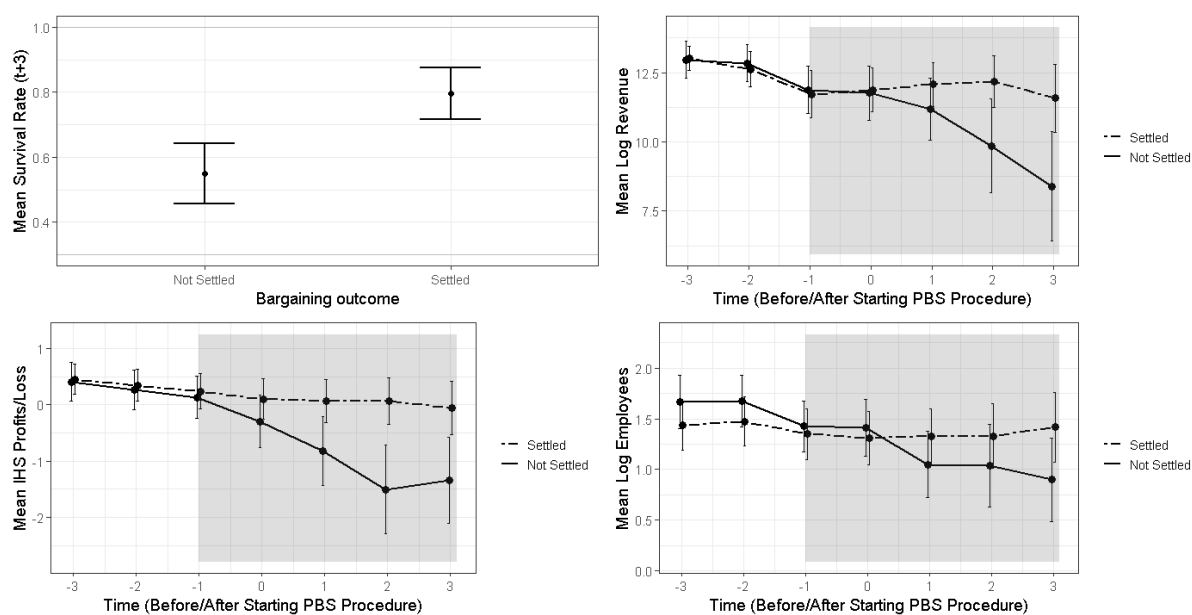 Mean Survival Rate (t+3)
1.0
0.8
0.6
0.4
Not Settled
Settled
Bargaining outcome
Mean Log Revenue
12.5
10.0
7.5
-3
-2
-1
0
1
2
3
Time (Before/After Starting PBS Procedure)
Settled
Not Settled
Mean IHS Profits/Loss
1
0
-1
-2
-3
-2
-1
0
1
2
3
Time (Before/After Starting PBS Procedure)
Settled
Not Settled
Mean Log Employees
2.0
1.5
1.0
0.5
0.0
-3
-2
-1
0
1
2
3
Time (Before/After Starting PBS Procedure)
Settled
Not Settled